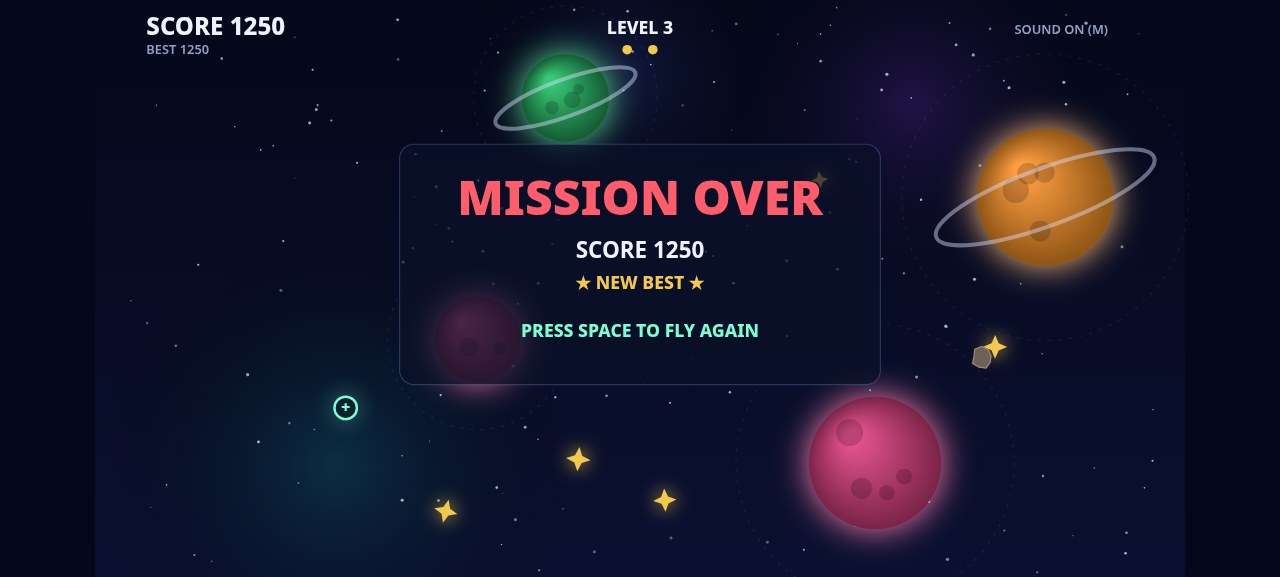 SCORE 1250
BEST 1250
LEVEL 3
SOUND ON (M)
MISSION OVER
SCORE 1250
★ NEW BEST ★
PRESS SPACE TO FLY AGAIN
+